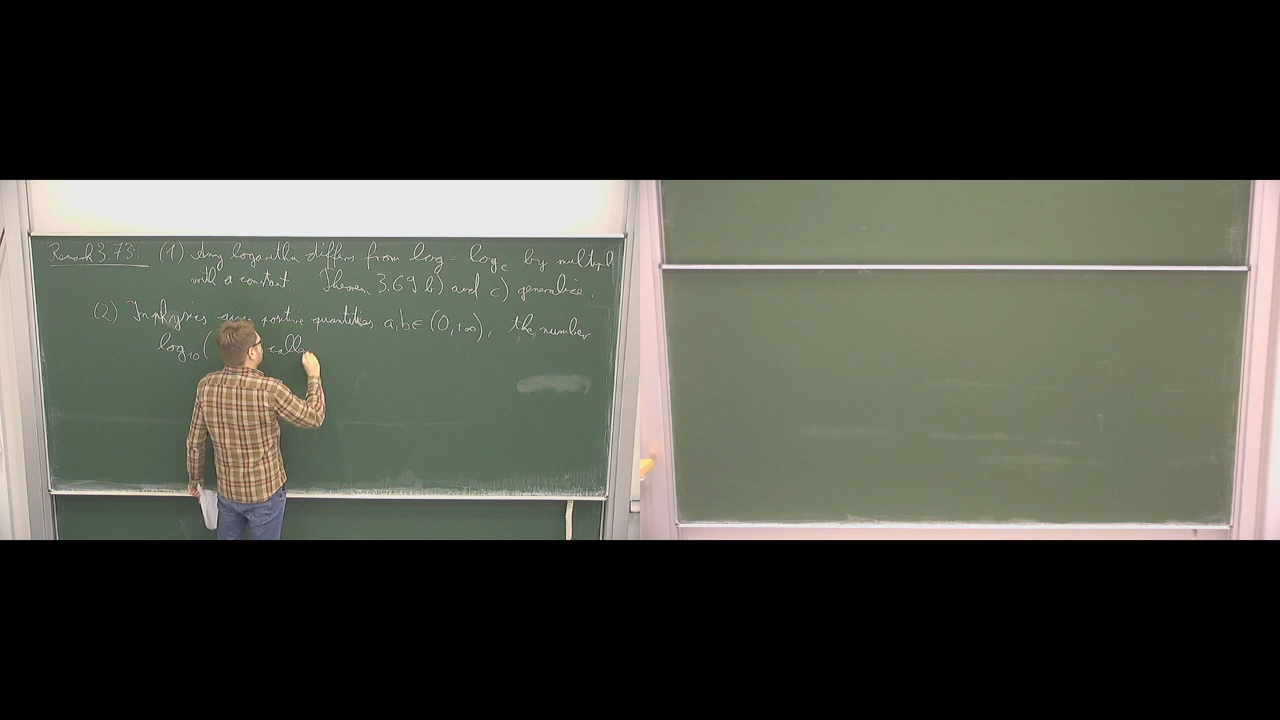 Remark 3.73: (1) Any logarithm differs from log = log_e by multipl
with a constant. Theorem 3.69 b) and c) generalize.
(2) In physics given positive quantities a, b ∈ (0, +∞), the number
log_10 ( calle